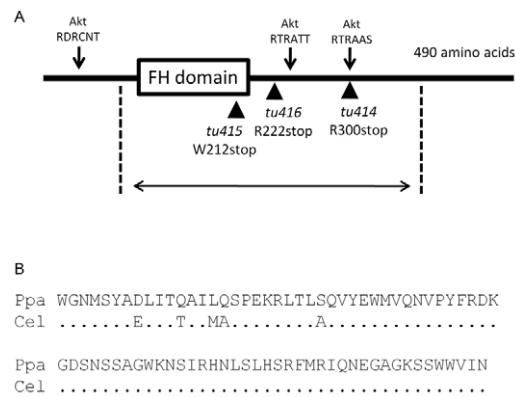 A
Akt
RDRCNT
Akt
RTRATT
Akt
RTRAAS
490 amino acids
FH domain
tu415
W212stop
tu416
R222stop
tu414
R300stop
B
Ppa WGNMSYADLITQAILQSPEKRLTLSQVYEWMVQNVPYFRDK
Cel .......E...T..MA........A................
Ppa GDSNSSAGWKNSIRHNLSLHSRFMRIQNEGAGKSSWWVIN
Cel ........................................